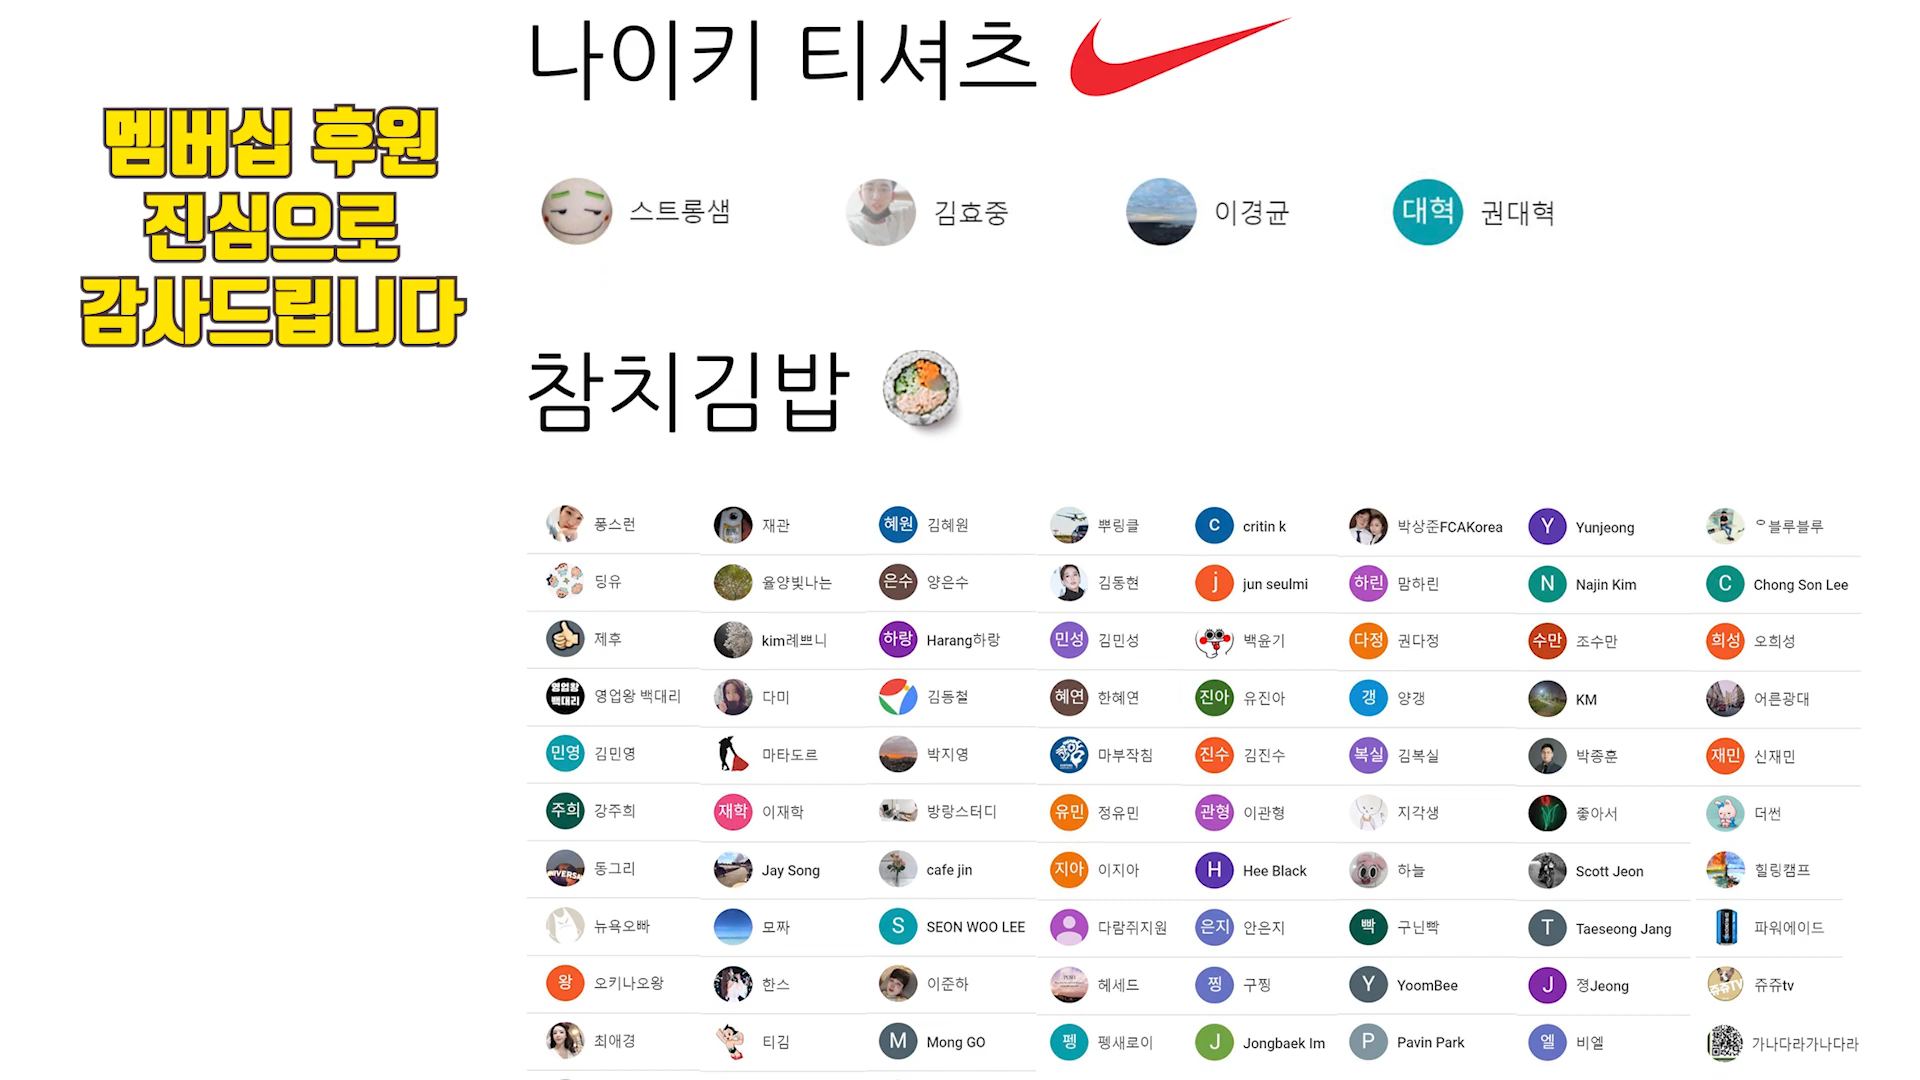 멤버십 후원
진심으로
감사드립니다
나이키 티셔츠
스트롱샘 김효중 이경균 대혁 권대혁
참치김밥
퐁스런 재관 혜원 김혜원 뿌링클 c critin k 박상준FCAKorea Y Yunjeong ᄋ블루블루
딩유 율양빛나는 은수 양은수 김동현 j jun seulmi 하린 맘하린 N Najin Kim C Chong Son Lee
제후 kim례쁘니 하랑 Harang하랑 민성 김민성 백윤기 다정 권다정 수만 조수만 희성 오희성
영업왕 백대리 영업왕 백대리 다미 김동철 혜연 한혜연 진아 유진아 갱 양갱 KM 어른광대
민영 김민영 마타도르 박지영 마부작침 진수 김진수 복실 김복실 박종훈 재민 신재민
주희 강주희 재학 이재학 방랑스터디 유민 정유민 관형 이관형 지각생 좋아서 더썬
동그리 Jay Song cafe jin 지아 이지아 H Hee Black 하늘 Scott Jeon 힐링캠프
뉴욕오빠 모짜 S SEON WOO LEE 다람쥐지원 은지 안은지 빡 구닌빡 T Taeseong Jang 파워에이드
왕 오키나오왕 한스 이준하 헤세드 찡 구찡 Y YoomBee J 졍Jeong 쥬쥬TV 쥬쥬tv
최애경 티김 M Mong GO 펭 펭새로이 J Jongbaek Im P Pavin Park 엘 비엘 가나다라가나다라